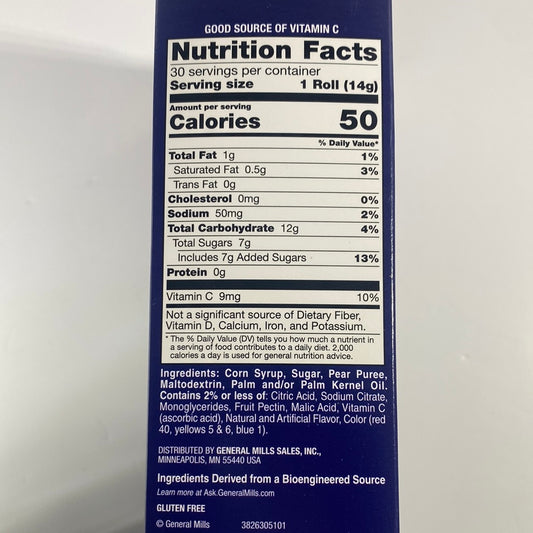 GOOD SOURCE OF VITAMIN C
Nutrition Facts
30 servings per container
Serving size 1 Roll (14g)
Amount per serving
Calories 50
% Daily Value*
Total Fat 1g 1%
Saturated Fat 0.5g 3%
Trans Fat 0g
Cholesterol 0mg 0%
Sodium 50mg 2%
Total Carbohydrate 12g 4%
Total Sugars 7g
Includes 7g Added Sugars 13%
Protein 0g
Vitamin C 9mg 10%
Not a significant source of Dietary Fiber,
Vitamin D, Calcium, Iron, and Potassium.
* The % Daily Value (DV) tells you how much a nutrient in
a serving of food contributes to a daily diet. 2,000
calories a day is used for general nutrition advice.
Ingredients: Corn Syrup, Sugar, Pear Puree,
Maltodextrin, Palm and/or Palm Kernel Oil.
Contains 2% or less of: Citric Acid, Sodium Citrate,
Monoglycerides, Fruit Pectin, Malic Acid, Vitamin C
(ascorbic acid), Natural and Artificial Flavor, Color (red
40, yellows 5 & 6, blue 1).
DISTRIBUTED BY GENERAL MILLS SALES, INC.,
MINNEAPOLIS, MN 55440 USA
Ingredients Derived from a Bioengineered Source
Learn more at Ask.GeneralMills.com
GLUTEN FREE
© General Mills 3826305101